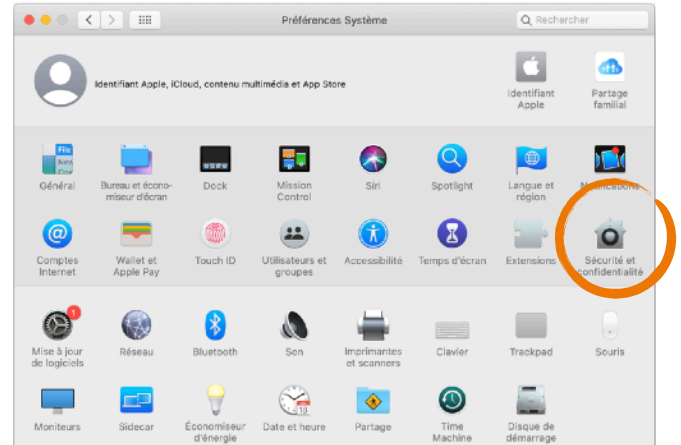 Préférences Système
Rechercher
Identifiant Apple, iCloud, contenu multimédia et App Store
Identifiant
Apple
Partage
familial
File
New
Général
Bureau et écono-
miseur d'écran
Dock
Mission
Control
Siri
Spotlight
Langue et
région
Notifications
Comptes
Internet
Wallet et
Apple Pay
Touch ID
Utilisateurs et
groupes
Accessibilité
Temps d'écran
Extensions
Sécurité et
confidentialité
1
Mise à jour
de logiciels
Réseau
Bluetooth
Son
Imprimantes
et scanners
Clavier
Trackpad
Souris
Moniteurs
Sidecar
Économiseur
d'énergie
18
Date et heure
Partage
Time
Machine
Disque de
démarrage